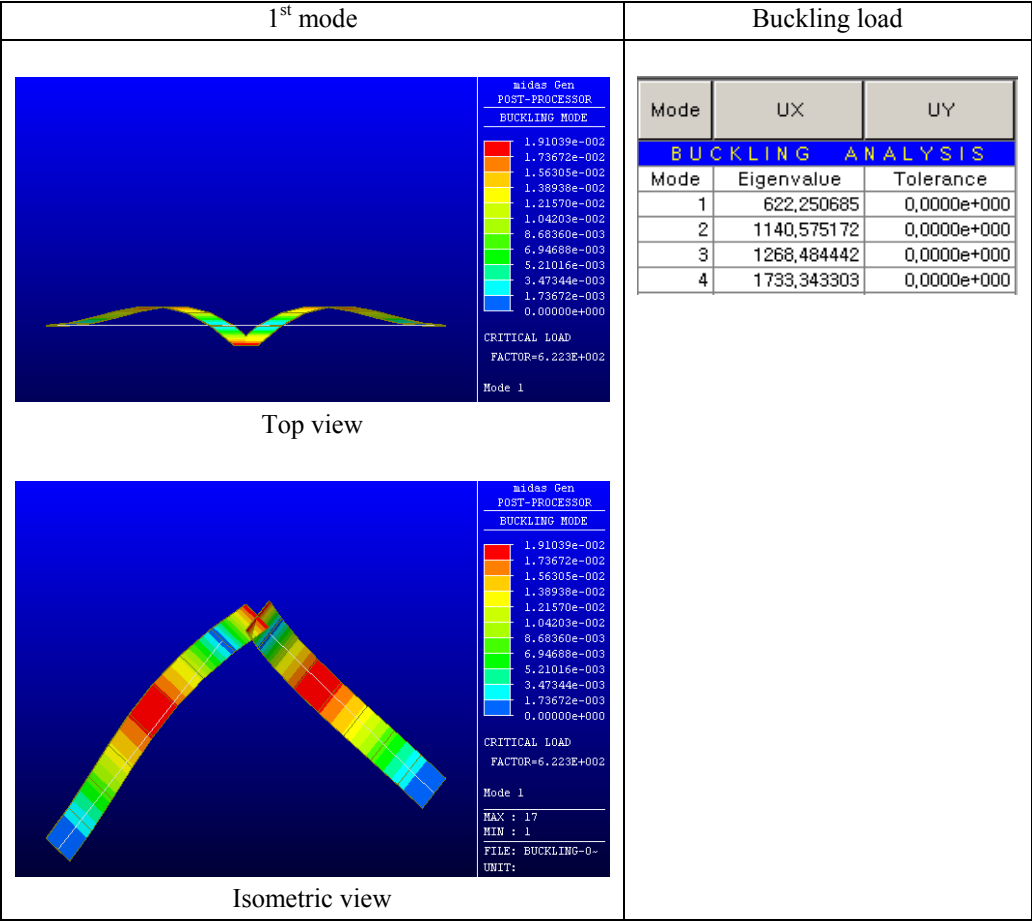 1st mode
Buckling load
midas Gen
POST-PROCESSOR
BUCKLING MODE
1.91039e-002
1.73672e-002
1.56305e-002
1.38938e-002
1.21570e-002
1.04203e-002
8.68360e-003
6.94688e-003
5.21016e-003
3.47344e-003
1.73672e-003
0.00000e+000
CRITICAL LOAD
FACTOR=6.223E+002
Mode 1
Top view
midas Gen
POST-PROCESSOR
BUCKLING MODE
1.91039e-002
1.73672e-002
1.56305e-002
1.38938e-002
1.21570e-002
1.04203e-002
8.68360e-003
6.94688e-003
5.21016e-003
3.47344e-003
1.73672e-003
0.00000e+000
CRITICAL LOAD
FACTOR=6.223E+002
Mode 1
MAX : 17
MIN : 1
FILE: BUCKLING-O~
UNIT:
Isometric view
Mode UX UY
BUCKLING ANALYSIS
Mode Eigenvalue Tolerance
1 622,250685 0,0000e+000
2 1140,575172 0,0000e+000
3 1268,484442 0,0000e+000
4 1733,343303 0,0000e+000